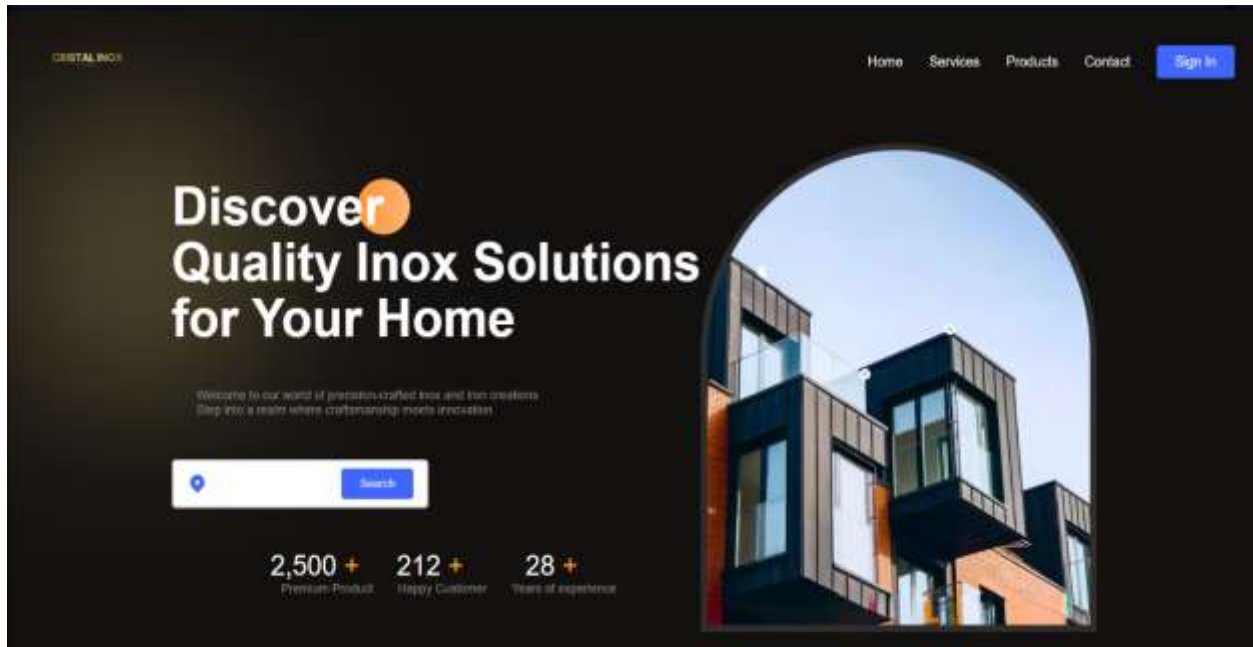 CRISTAL INOX
Home Services Products Contact Sign In
Discover
Quality Inox Solutions
for Your Home
Welcome to our world of precision-crafted Inox and Iron creations
Step into a realm where craftsmanship meets innovation
Search
2,500 + 212 + 28 +
Premium Product Happy Customer Years of experience